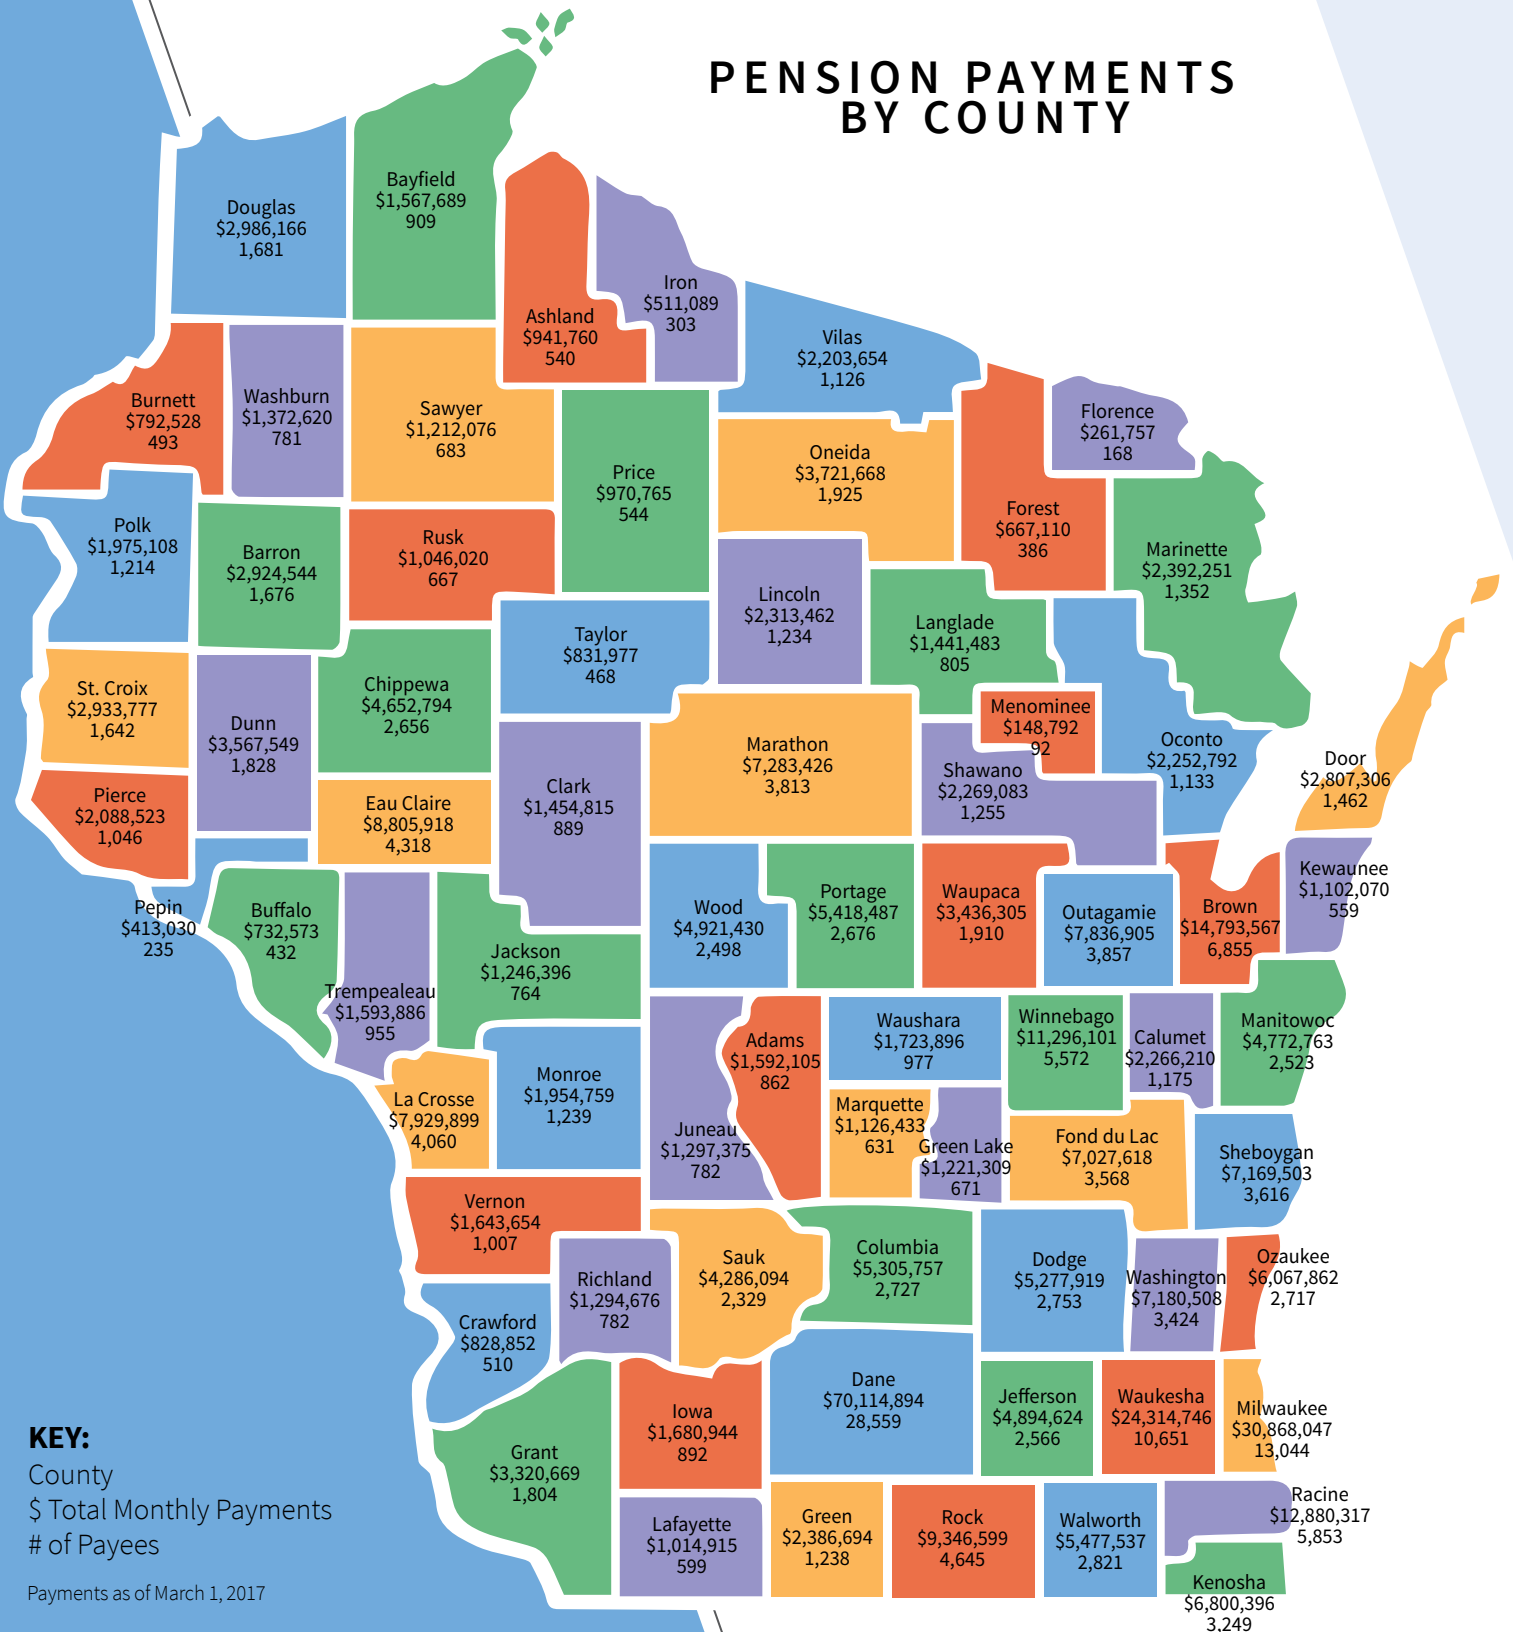 PENSION PAYMENTS
BY COUNTY
Douglas
$2,986,166
1,681
Bayfield
$1,567,689
909
Ashland
$941,760
540
Iron
$511,089
303
Vilas
$2,203,654
1,126
Burnett
$792,528
493
Washburn
$1,372,620
781
Sawyer
$1,212,076
683
Price
$970,765
544
Oneida
$3,721,668
1,925
Forest
$667,110
386
Florence
$261,757
168
Marinette
$2,392,251
1,352
Polk
$1,975,108
1,214
Barron
$2,924,544
1,676
Rusk
$1,046,020
667
Taylor
$831,977
468
Lincoln
$2,313,462
1,234
Langlade
$1,441,483
805
St. Croix
$2,933,777
1,642
Dunn
$3,567,549
1,828
Chippewa
$4,652,794
2,656
Menominee
$148,792
92
Oconto
$2,252,792
1,133
Door
$2,807,306
1,462
Marathon
$7,283,426
3,813
Shawano
$2,269,083
1,255
Clark
$1,454,815
889
Pierce
$2,088,523
1,046
Eau Claire
$8,805,918
4,318
Pepin
$413,030
235
Buffalo
$732,573
432
Trempealeau
$1,593,886
955
Jackson
$1,246,396
764
Wood
$4,921,430
2,498
Portage
$5,418,487
2,676
Waupaca
$3,436,305
1,910
Outagamie
$7,836,905
3,857
Brown
$14,793,567
6,855
Kewaunee
$1,102,070
559
La Crosse
$7,929,899
4,060
Monroe
$1,954,759
1,239
Juneau
$1,297,375
782
Adams
$1,592,105
862
Waushara
$1,723,896
977
Winnebago
$11,296,101
5,572
Calumet
$2,266,210
1,175
Manitowoc
$4,772,763
2,523
Marquette
$1,126,433
631
Green Lake
$1,221,309
671
Fond du Lac
$7,027,618
3,568
Sheboygan
$7,169,503
3,616
Vernon
$1,643,654
1,007
Richland
$1,294,676
782
Sauk
$4,286,094
2,329
Columbia
$5,305,757
2,727
Dodge
$5,277,919
2,753
Washington
$7,180,508
3,424
Ozaukee
$6,067,862
2,717
Crawford
$828,852
510
Grant
$3,320,669
1,804
Iowa
$1,680,944
892
Dane
$70,114,894
28,559
Jefferson
$4,894,624
2,566
Waukesha
$24,314,746
10,651
Milwaukee
$30,868,047
13,044
Lafayette
$1,014,915
599
Green
$2,386,694
1,238
Rock
$9,346,599
4,645
Walworth
$5,477,537
2,821
Racine
$12,880,317
5,853
Kenosha
$6,800,396
3,249
KEY:
County
$ Total Monthly Payments
# of Payees
Payments as of March 1, 2017